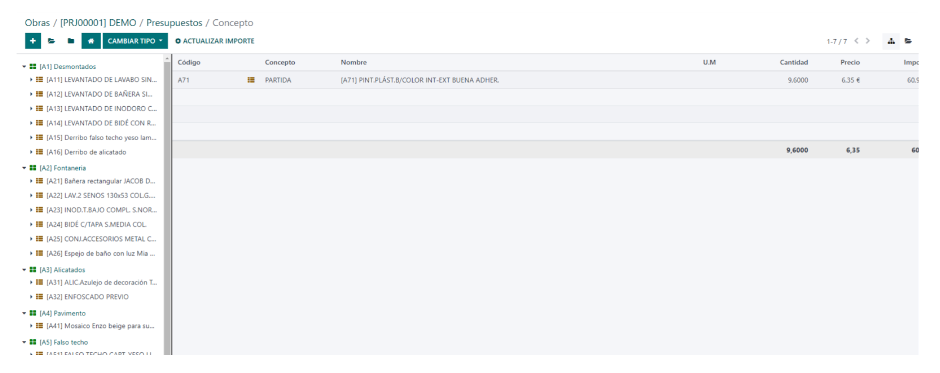 Obras / [PRJ00001] DEMO / Presupuestos / Concepto
CAMBIAR TIPO
ACTUALIZAR IMPORTE
1-7 / 7
[A1] Desmontados
[A11] LEVANTADO DE LAVABO SIN...
[A12] LEVANTADO DE BAÑERA SI...
[A13] LEVANTADO DE INODORO C...
[A14] LEVANTADO DE BIDÉ CON R...
[A15] Derribo falso techo yeso lam...
[A16] Derribo de alicatado
[A2] Fontaneria
[A21] Bañera rectangular JACOB D...
[A22] LAV.2 SENOS 130x53 COL.G....
[A23] INOD.T.BAJO COMPL. S.NOR...
[A24] BIDÉ C/TAPA S.MEDIA COL.
[A25] CONJ.ACCESORIOS METAL C...
[A26] Espejo de baño con luz Mia ...
[A3] Alicatados
[A31] ALIC.Azulejo de decoración T...
[A32] ENFOSCADO PREVIO
[A4] Pavimento
[A41] Mosaico Enzo beige para su...
[A5] Falso techo
[A51] FALSO TECHO CART. YESO LI...
Código Concepto Nombre U.M Cantidad Precio Impo
A71 PARTIDA [A71] PINT.PLÁST.B/COLOR INT-EXT BUENA ADHER. 9,6000 6,35 € 60,9
9,6000 6,35 60